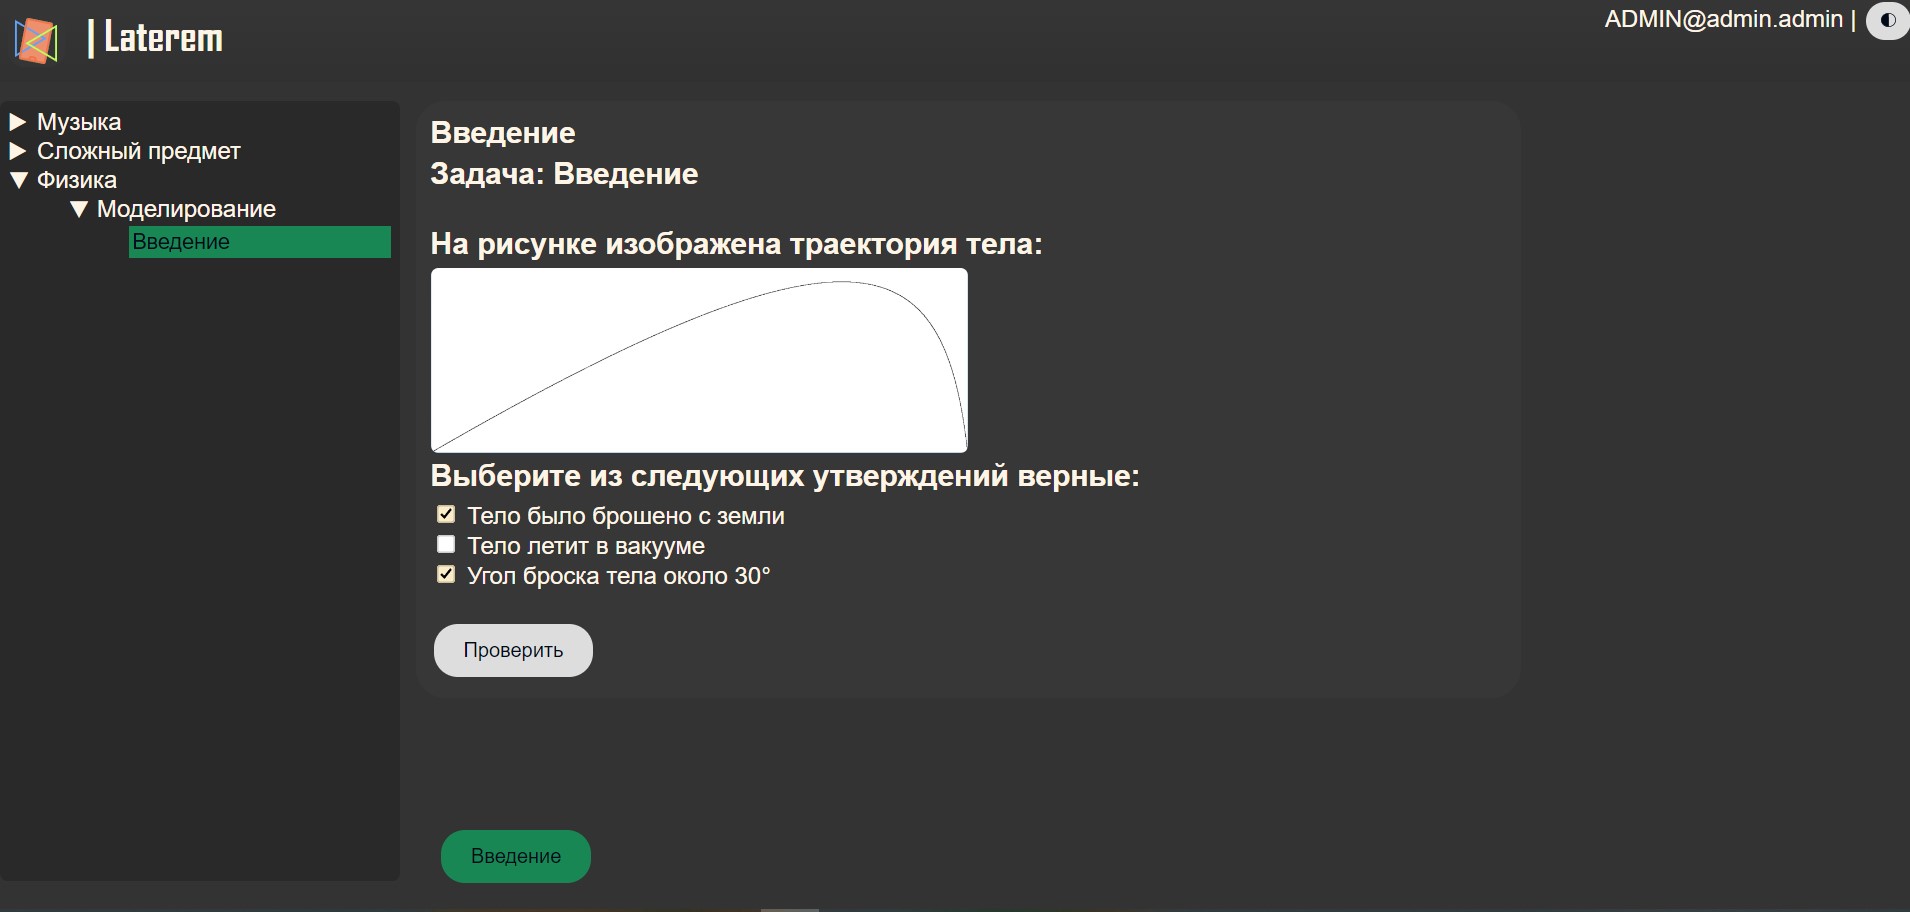 | Laterem
ADMIN@admin.admin |
Музыка
Сложный предмет
Физика
Моделирование
Введение
Введение
Задача: Введение
На рисунке изображена траектория тела:
Выберите из следующих утверждений верные:
Тело было брошено с земли
Тело летит в вакууме
Угол броска тела около 30°
Проверить
Введение